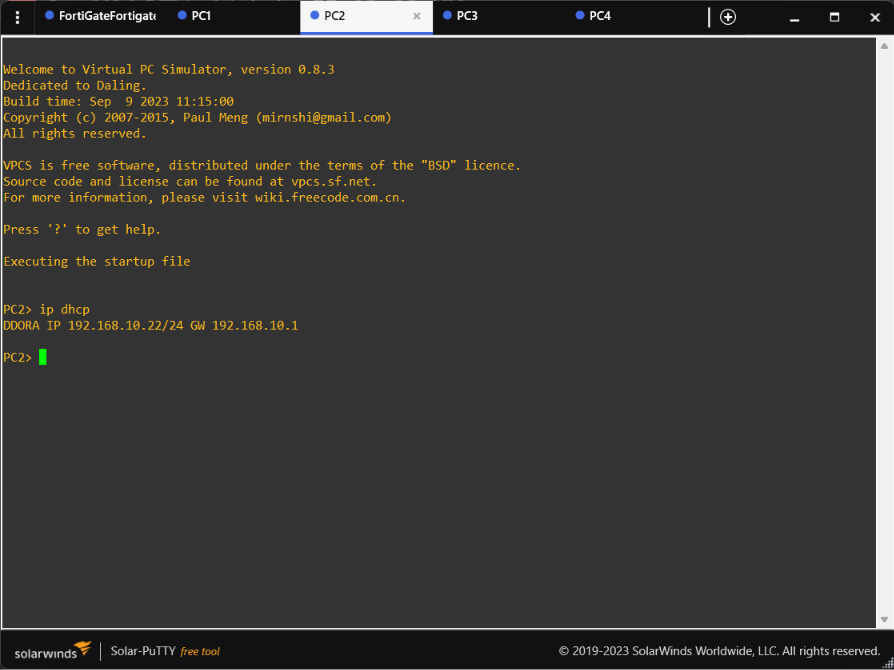 FortiGateFortigate
PC1
PC2
PC3
PC4
Welcome to Virtual PC Simulator, version 0.8.3
Dedicated to Daling.
Build time: Sep  9 2023 11:15:00
Copyright (c) 2007-2015, Paul Meng (mirnshi@gmail.com)
All rights reserved.
VPCS is free software, distributed under the terms of the "BSD" licence.
Source code and license can be found at vpcs.sf.net.
For more information, please visit wiki.freecode.com.cn.
Press '?' to get help.
Executing the startup file
PC2> ip dhcp
DDORA IP 192.168.10.22/24 GW 192.168.10.1
PC2>
solarwinds
Solar-PuTTY free tool
© 2019-2023 SolarWinds Worldwide, LLC. All rights reserved.